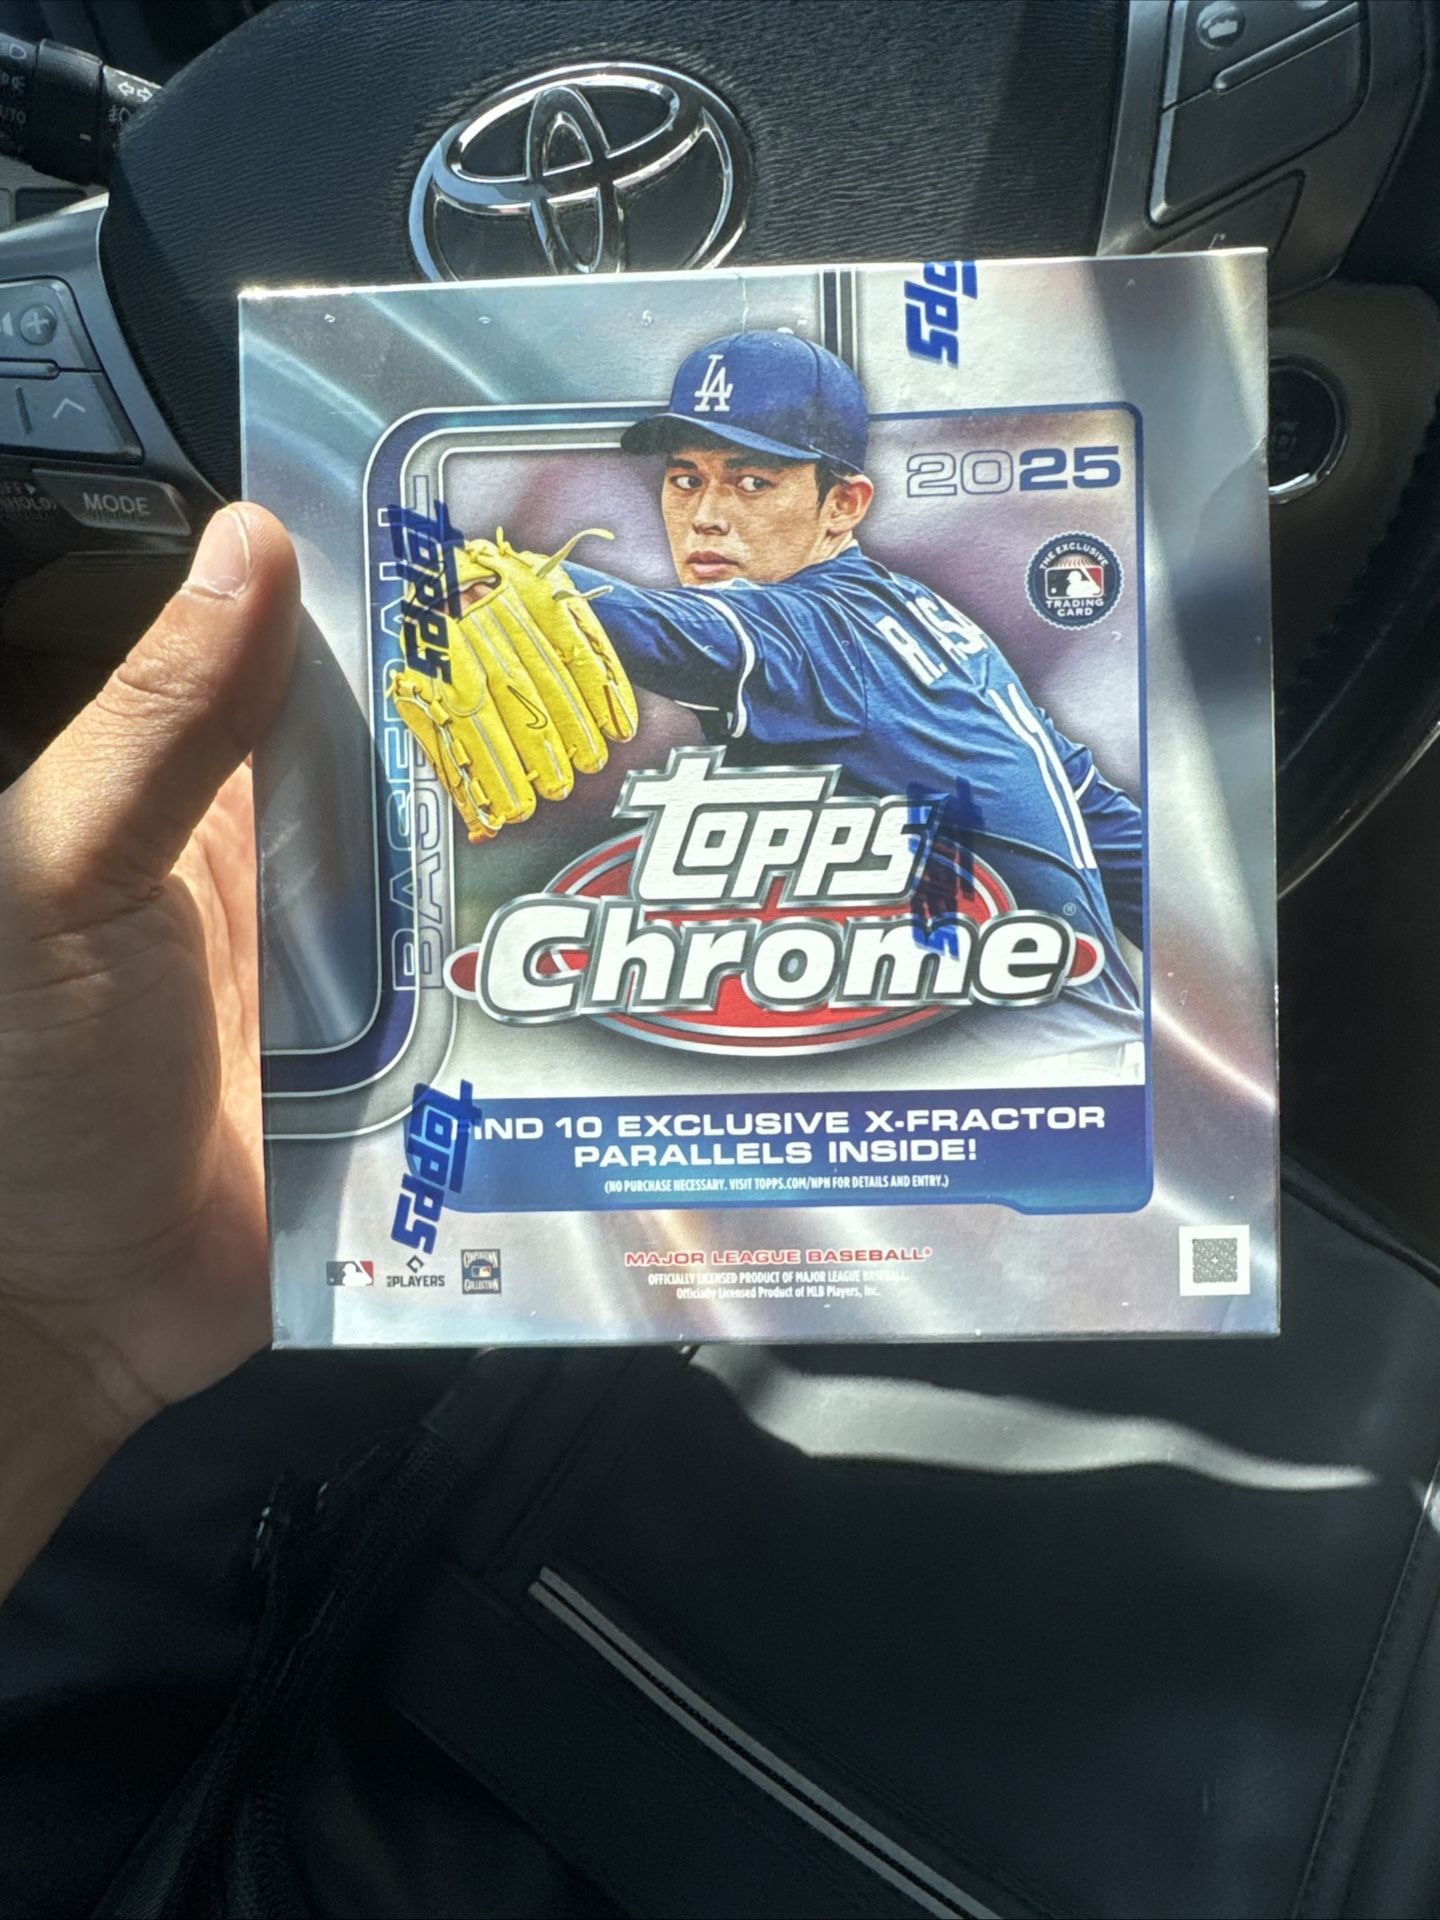 MODE
topps
LA
2025
THE EXCLUSIVE
TRADING
CARD
topps
BASEBALL
topps
Chrome
topps
FIND 10 EXCLUSIVE X-FRACTOR
PARALLELS INSIDE!
(NO PURCHASE NECESSARY. VISIT TOPPS.COM/NPN FOR DETAILS AND ENTRY.)
topps
MAJOR LEAGUE BASEBALL®
OFFICIALLY LICENSED PRODUCT OF MAJOR LEAGUE BASEBALL.
Officially Licensed Product of MLB Players, Inc.
PLAYERS
COLLECTION